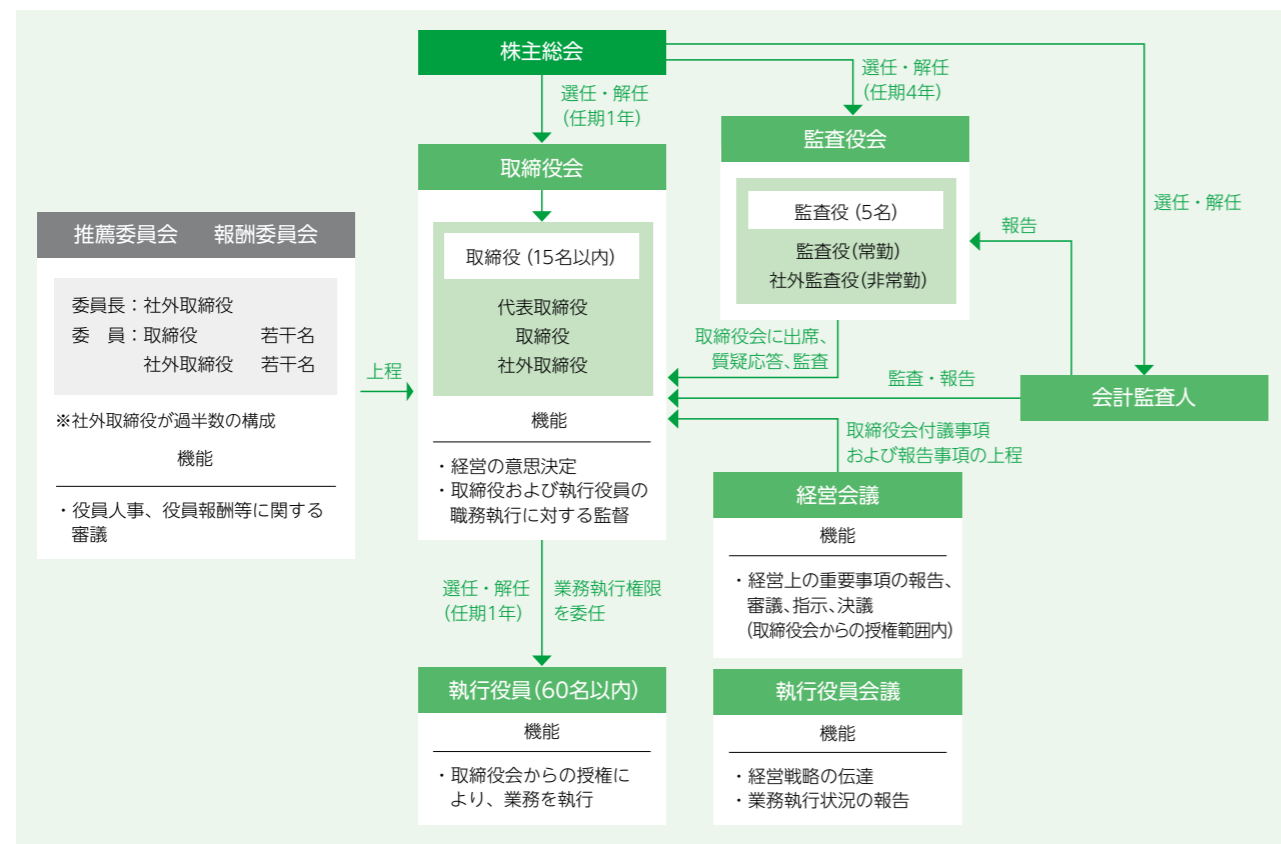 株主総会
選任・解任
(任期1年)
選任・解任
(任期4年)
選任・解任
監査役会
監査役 (5名)
監査役(常勤)
社外監査役(非常勤)
報告
取締役会
取締役 (15名以内)
代表取締役
取締役
社外取締役
機能
・経営の意思決定
・取締役および執行役員の
職務執行に対する監督
推薦委員会 報酬委員会
委員長：社外取締役
委　員：取締役　若干名
社外取締役　若干名
※社外取締役が過半数の構成
機能
・役員人事、役員報酬等に関する
審議
上程
取締役会に出席、
質疑応答、監査
監査・報告
会計監査人
取締役会付議事項
および報告事項の上程
経営会議
機能
・経営上の重要事項の報告、
審議、指示、決議
(取締役会からの授権範囲内)
選任・解任
(任期1年)
業務執行権限
を委任
執行役員(60名以内)
機能
・取締役会からの授権に
より、業務を執行
執行役員会議
機能
・経営戦略の伝達
・業務執行状況の報告